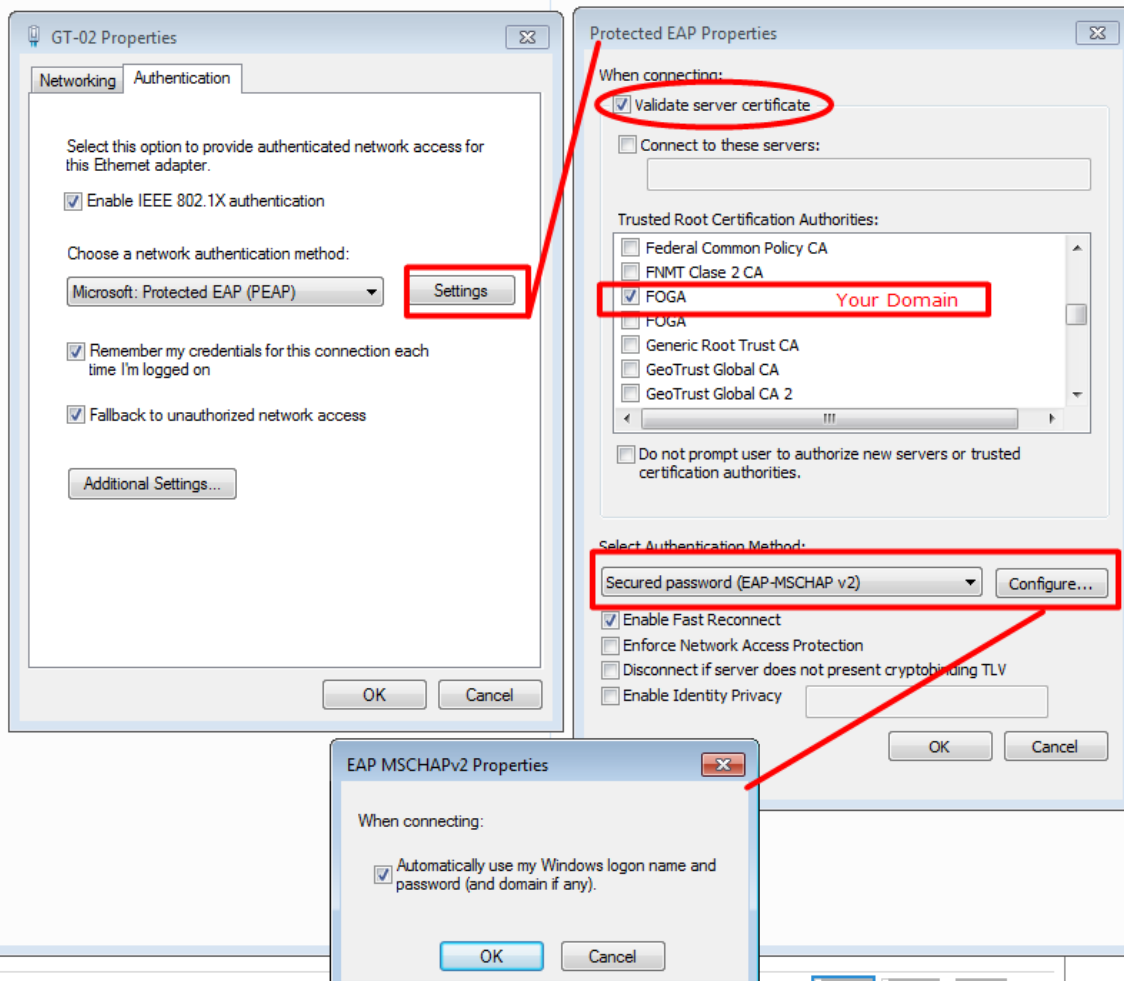 GT-02 Properties
Networking
Authentication
Select this option to provide authenticated network access for
this Ethernet adapter.
Enable IEEE 802.1X authentication
Choose a network authentication method:
Microsoft: Protected EAP (PEAP)
Settings
Remember my credentials for this connection each
time I'm logged on
Fallback to unauthorized network access
Additional Settings...
OK
Cancel
Protected EAP Properties
When connecting:
Validate server certificate
Connect to these servers:
Trusted Root Certification Authorities:
Federal Common Policy CA
FNMT Clase 2 CA
FOGA
Your Domain
FOGA
Generic Root Trust CA
GeoTrust Global CA
GeoTrust Global CA 2
Do not prompt user to authorize new servers or trusted
certification authorities.
Select Authentication Method:
Secured password (EAP-MSCHAP v2)
Configure...
Enable Fast Reconnect
Enforce Network Access Protection
Disconnect if server does not present cryptobinding TLV
Enable Identity Privacy
OK
Cancel
EAP MSCHAPv2 Properties
When connecting:
Automatically use my Windows logon name and
password (and domain if any).
OK
Cancel